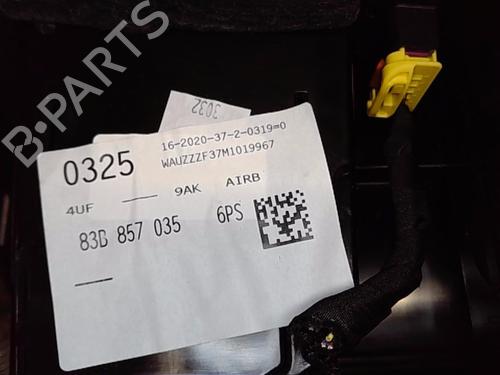 B-PARTS
3032
16-2020-37-2-0319=0
WAUZZZF37M1019967
0325
4UF — 9AK AIRB
83B 857 035 6PS
—